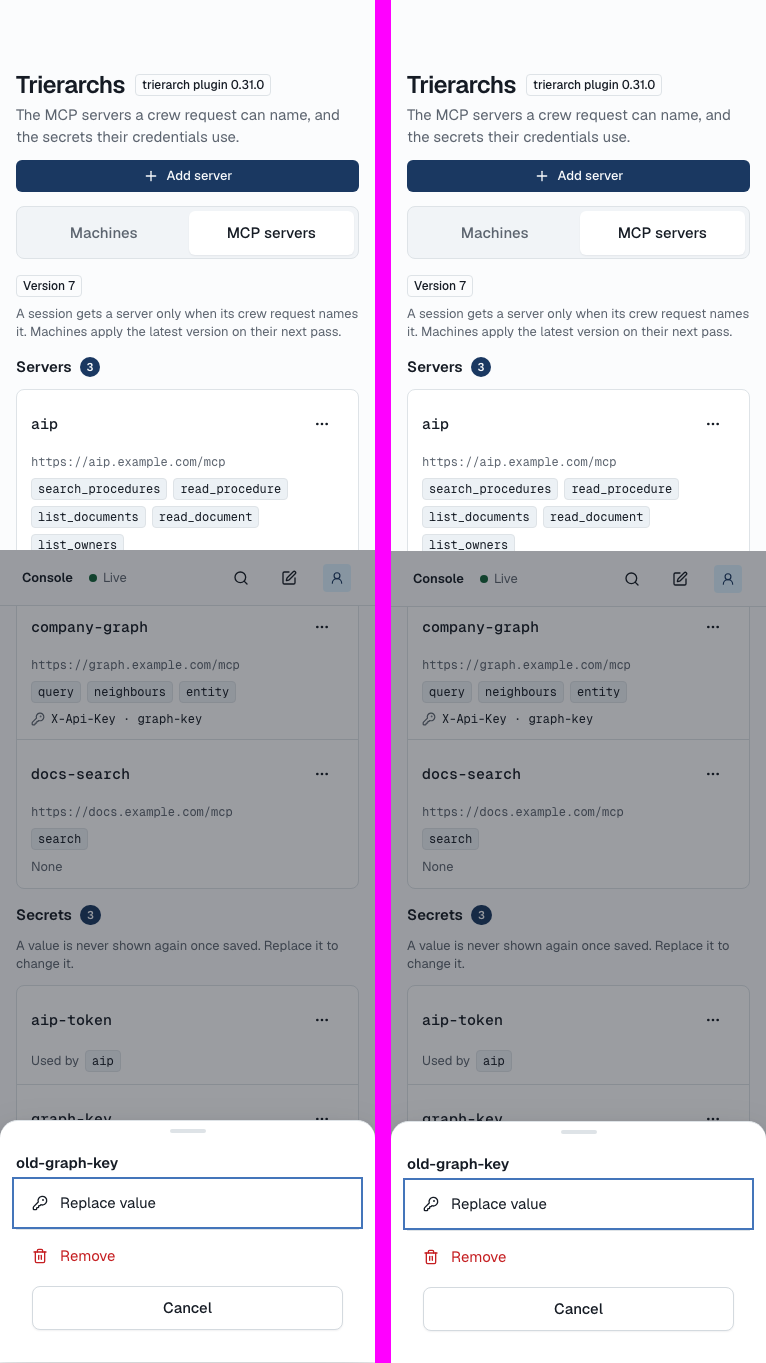 Trierarchs
trierarch plugin 0.31.0
The MCP servers a crew request can name, and
the secrets their credentials use.
Add server
Machines
MCP servers
Version 7
A session gets a server only when its crew request names
it. Machines apply the latest version on their next pass.
Servers 3
aip
https://aip.example.com/mcp
search_procedures read_procedure
list_documents read_document
list_owners
Console Live
company-graph
https://graph.example.com/mcp
query neighbours entity
X-Api-Key · graph-key
docs-search
https://docs.example.com/mcp
search
None
Secrets 3
A value is never shown again once saved. Replace it to
change it.
aip-token
Used by aip
graph-key
old-graph-key
Replace value
Remove
Cancel
Trierarchs
trierarch plugin 0.31.0
The MCP servers a crew request can name, and
the secrets their credentials use.
Add server
Machines
MCP servers
Version 7
A session gets a server only when its crew request names
it. Machines apply the latest version on their next pass.
Servers 3
aip
https://aip.example.com/mcp
search_procedures read_procedure
list_documents read_document
list_owners
Console Live
company-graph
https://graph.example.com/mcp
query neighbours entity
X-Api-Key · graph-key
docs-search
https://docs.example.com/mcp
search
None
Secrets 3
A value is never shown again once saved. Replace it to
change it.
aip-token
Used by aip
graph-key
old-graph-key
Replace value
Remove
Cancel